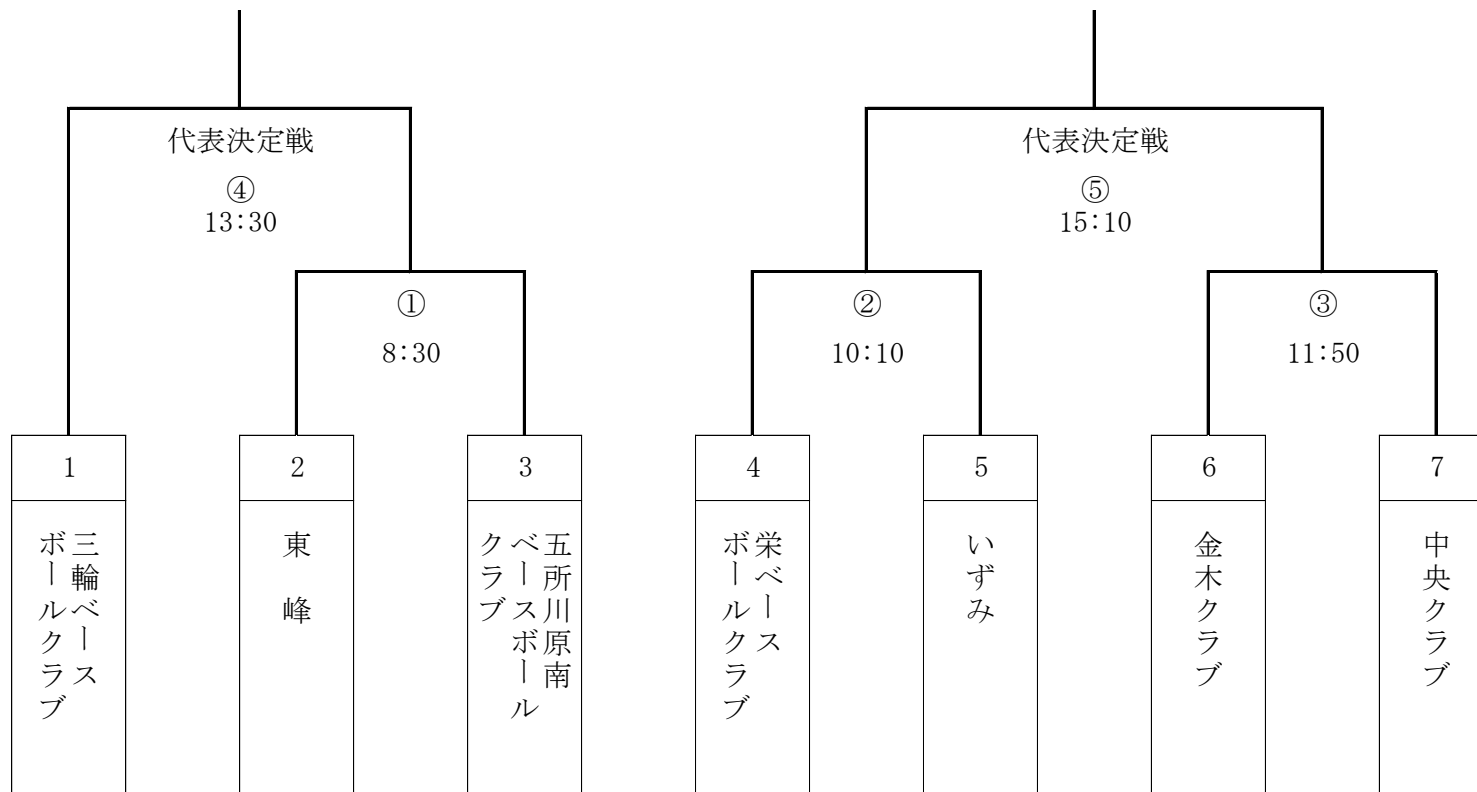 代表決定戦
④
13:30
代表決定戦
⑤
15:10
①
8:30
②
10:10
③
11:50
1
2
3
4
5
6
7
三輪ベース
ボールクラブ
東 峰
五所川原南
ベースボール
クラブ
栄ベース
ボールクラブ
いずみ
金木クラブ
中央クラブ